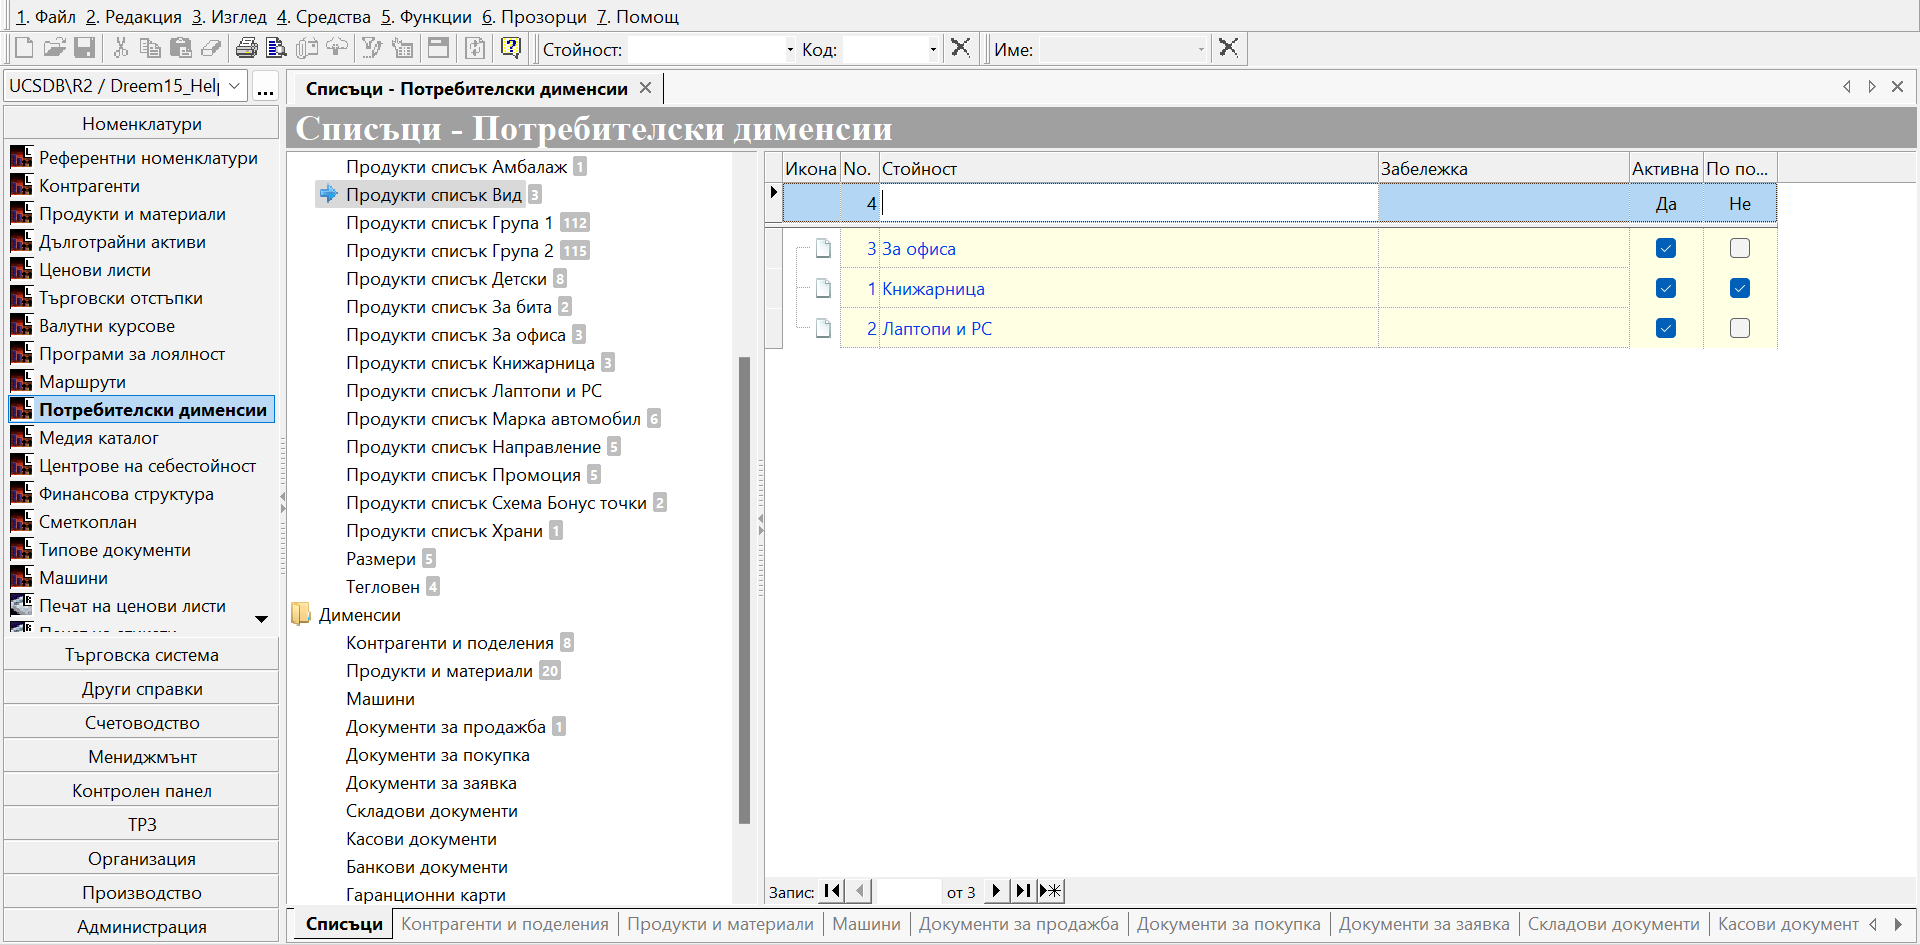 1. Файл 2. Редакция 3. Изглед 4. Средства 5. Функции 6. Прозорци 7. Помощ
Стойност: Код: Име:
UCSDB\R2 / Dreem15_Hel ...
Номенклатури
Референтни номенклатури
Контрагенти
Продукти и материали
Дълготрайни активи
Ценови листи
Търговски отстъпки
Валутни курсове
Програми за лоялност
Маршрути
Потребителски дименсии
Медия каталог
Центрове на себестойност
Финансова структура
Сметкоплан
Типове документи
Машини
Печат на ценови листи
Търговска система
Други справки
Счетоводство
Мениджмънт
Контролен панел
ТРЗ
Организация
Производство
Администрация
Списъци - Потребителски дименсии
Списъци - Потребителски дименсии
Продукти списък Амбалаж 1
Продукти списък Вид 3
Продукти списък Група 1 112
Продукти списък Група 2 115
Продукти списък Детски 8
Продукти списък За бита 2
Продукти списък За офиса 3
Продукти списък Книжарница 3
Продукти списък Лаптопи и PC
Продукти списък Марка автомобил 6
Продукти списък Направление 5
Продукти списък Промоция 5
Продукти списък Схема Бонус точки 2
Продукти списък Храни 1
Размери 5
Тегловен 4
Дименсии
Контрагенти и поделения 8
Продукти и материали 20
Машини
Документи за продажба 1
Документи за покупка
Документи за заявка
Складови документи
Касови документи
Банкови документи
Гаранционни карти
Икона No. Стойност Забележка Активна По по...
4 Да Не
3 За офиса
1 Книжарница
2 Лаптопи и PC
Запис: от 3
Списъци Контрагенти и поделения Продукти и материали Машини Документи за продажба Документи за покупка Документи за заявка Складови документи Касови документ